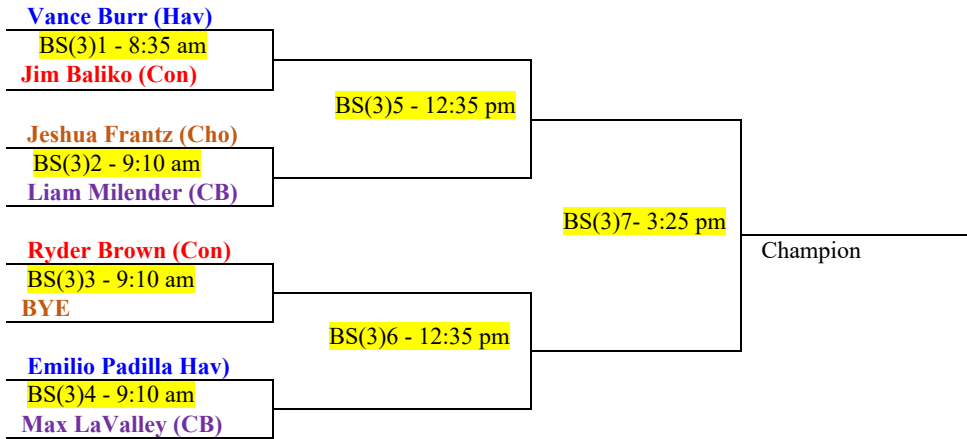 Vance Burr (Hav)
BS(3)1 - 8:35 am
Jim Baliko (Con)
BS(3)5 - 12:35 pm
Jeshua Frantz (Cho)
BS(3)2 - 9:10 am
Liam Milender (CB)
BS(3)7- 3:25 pm
Champion
Ryder Brown (Con)
BS(3)3 - 9:10 am
BYE
BS(3)6 - 12:35 pm
Emilio Padilla Hav)
BS(3)4 - 9:10 am
Max LaValley (CB)